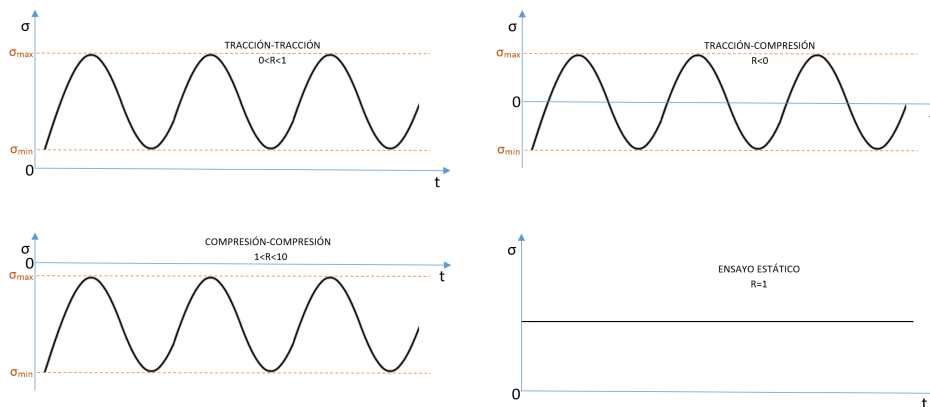 σ
σmax
TRACCIÓN-TRACCIÓN
0<R<1
σmin
0
t
σ
σmax
TRACCIÓN-COMPRESIÓN
R<0
0
σmin
σ
0
COMPRESIÓN-COMPRESIÓN
1<R<10
σmax
t
σmin
σ
ENSAYO ESTÁTICO
R=1
0
t